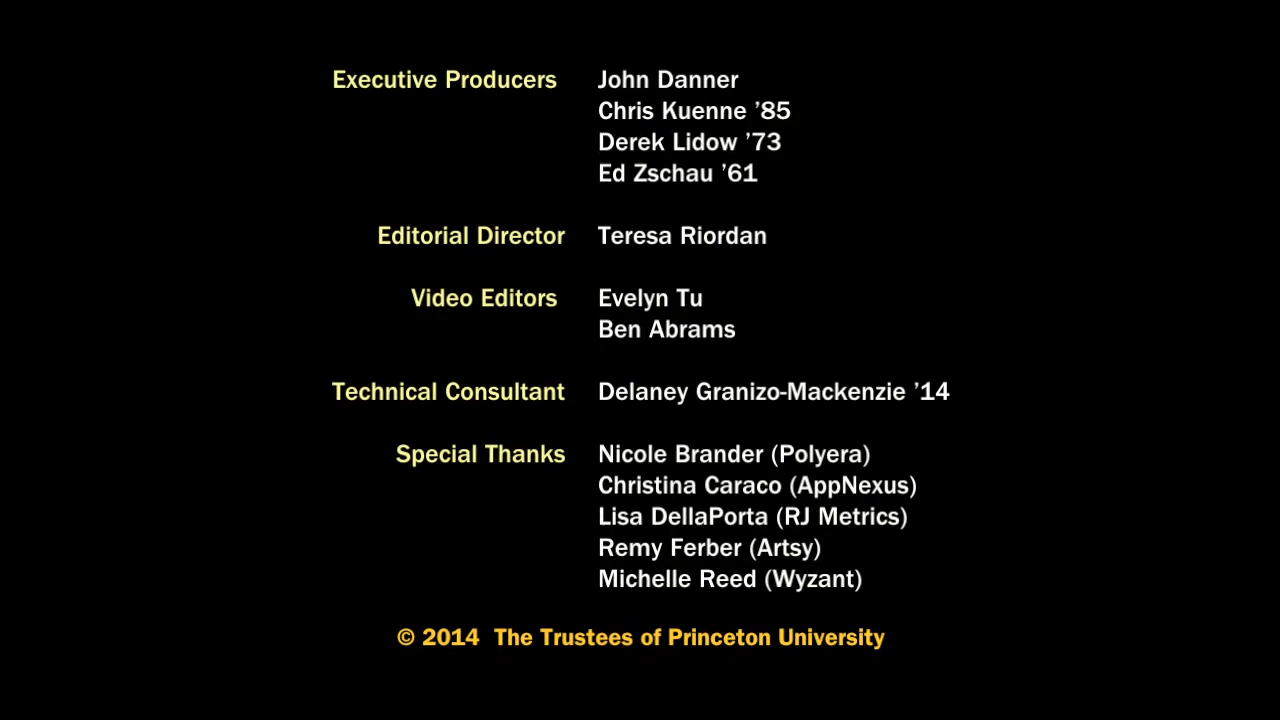 Executive Producers John Danner
Chris Kuenne ’85
Derek Lidow ’73
Ed Zschau ’61
Editorial Director Teresa Riordan
Video Editors Evelyn Tu
Ben Abrams
Technical Consultant Delaney Granizo-Mackenzie ’14
Special Thanks Nicole Brander (Polyera)
Christina Caraco (AppNexus)
Lisa DellaPorta (RJ Metrics)
Remy Ferber (Artsy)
Michelle Reed (Wyzant)
© 2014 The Trustees of Princeton University